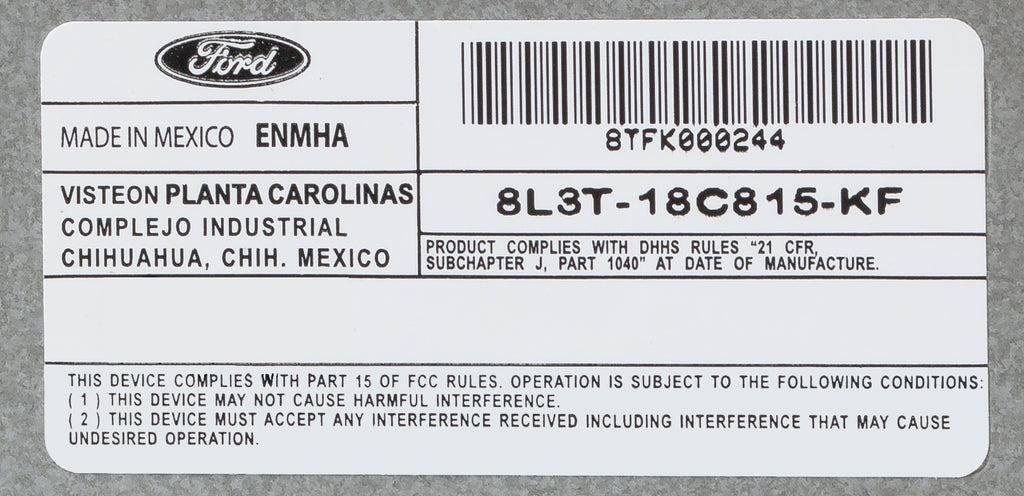 Ford
MADE IN MEXICO ENMHA
VISTEON PLANTA CAROLINAS
COMPLEJO INDUSTRIAL
CHIHUAHUA, CHIH. MEXICO
8TFK000244
8L3T-18C815-KF
PRODUCT COMPLIES WITH DHHS RULES "21 CFR,
SUBCHAPTER J, PART 1040" AT DATE OF MANUFACTURE.
THIS DEVICE COMPLIES WITH PART 15 OF FCC RULES. OPERATION IS SUBJECT TO THE FOLLOWING CONDITIONS:
( 1 ) THIS DEVICE MAY NOT CAUSE HARMFUL INTERFERENCE.
( 2 ) THIS DEVICE MUST ACCEPT ANY INTERFERENCE RECEIVED INCLUDING INTERFERENCE THAT MAY CAUSE
UNDESIRED OPERATION.